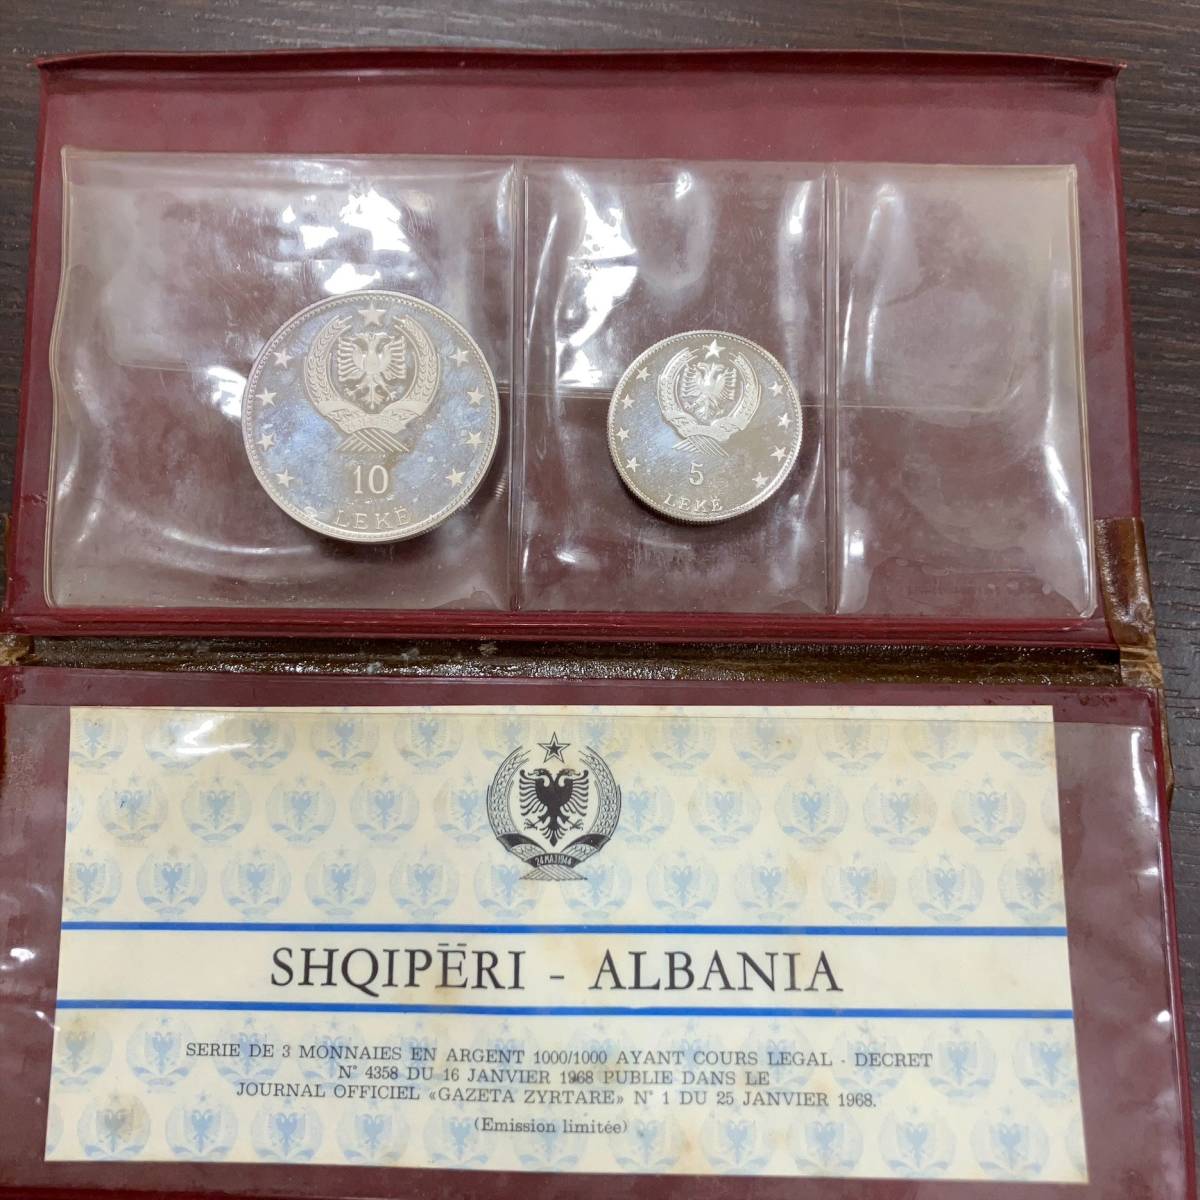 10
LEKË
5
LEKË
24 MAJ 1944
SHQIPËRI - ALBANIA
SERIE DE 3 MONNAIES EN ARGENT 1000/1000 AYANT COURS LEGAL - DECRET
N° 4358 DU 16 JANVIER 1968 PUBLIE DANS LE
JOURNAL OFFICIEL «GAZETA ZYRTARE» N° 1 DU 25 JANVIER 1968.
(Emission limitée)